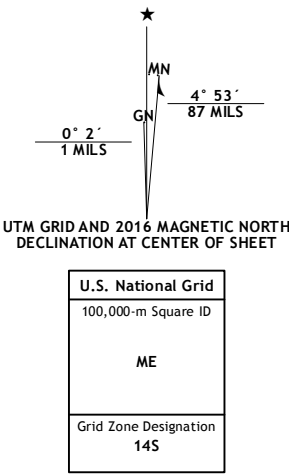 ★
MN
4° 53´
87 MILS
GN
0° 2´
1 MILS
UTM GRID AND 2016 MAGNETIC NORTH
DECLINATION AT CENTER OF SHEET
U.S. National Grid
100,000-m Square ID
ME
Grid Zone Designation
14S